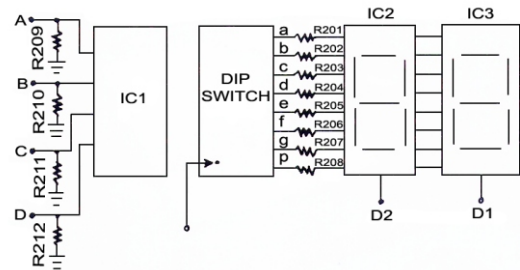 A
R209
B
R210
C
R211
D
R212
IC1
DIP
SWITCH
a R201
b R202
c R203
d R204
e R205
f R206
g R207
p R208
IC2
IC3
D2
D1